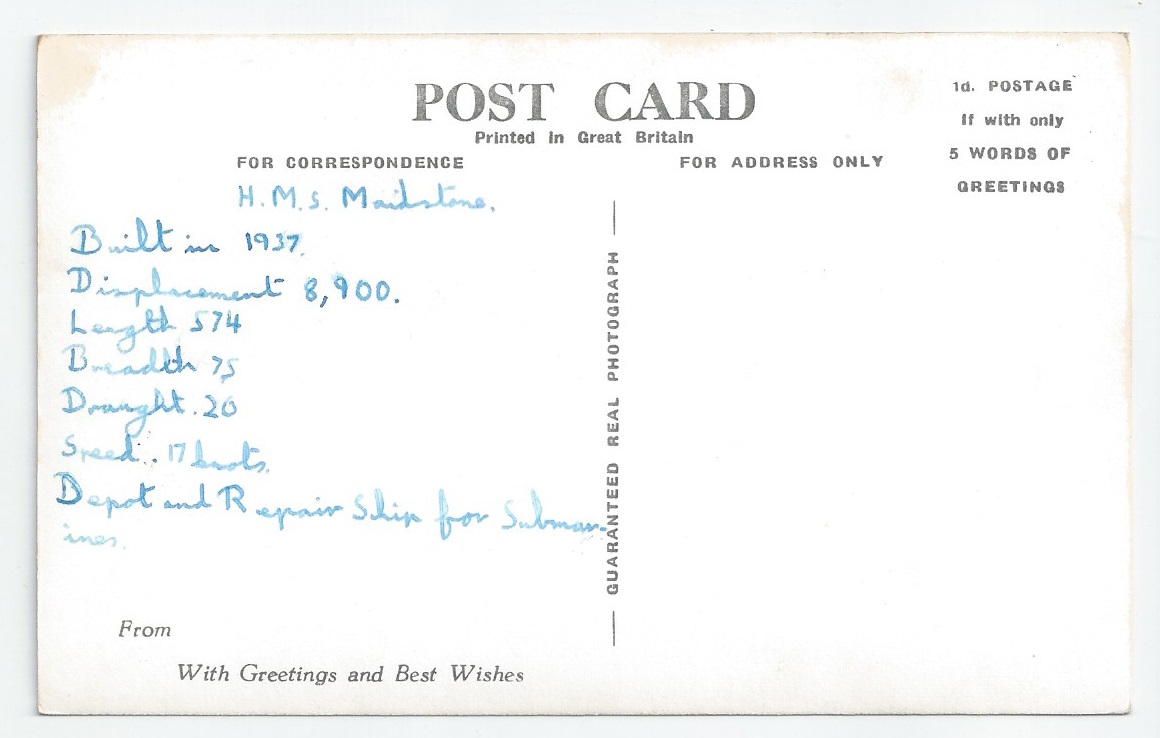 POST CARD
Printed in Great Britain
FOR CORRESPONDENCE
FOR ADDRESS ONLY
1d. POSTAGE
If with only
5 WORDS OF
GREETINGS
H.M.S. Maidstone.
Built in 1937.
Displacement 8,900.
Length 574
Breadth 75
Draught. 20
Speed. 17 knots.
Depot and Repair Ship for Submar-
ines.
GUARANTEED REAL PHOTOGRAPH
From
With Greetings and Best Wishes